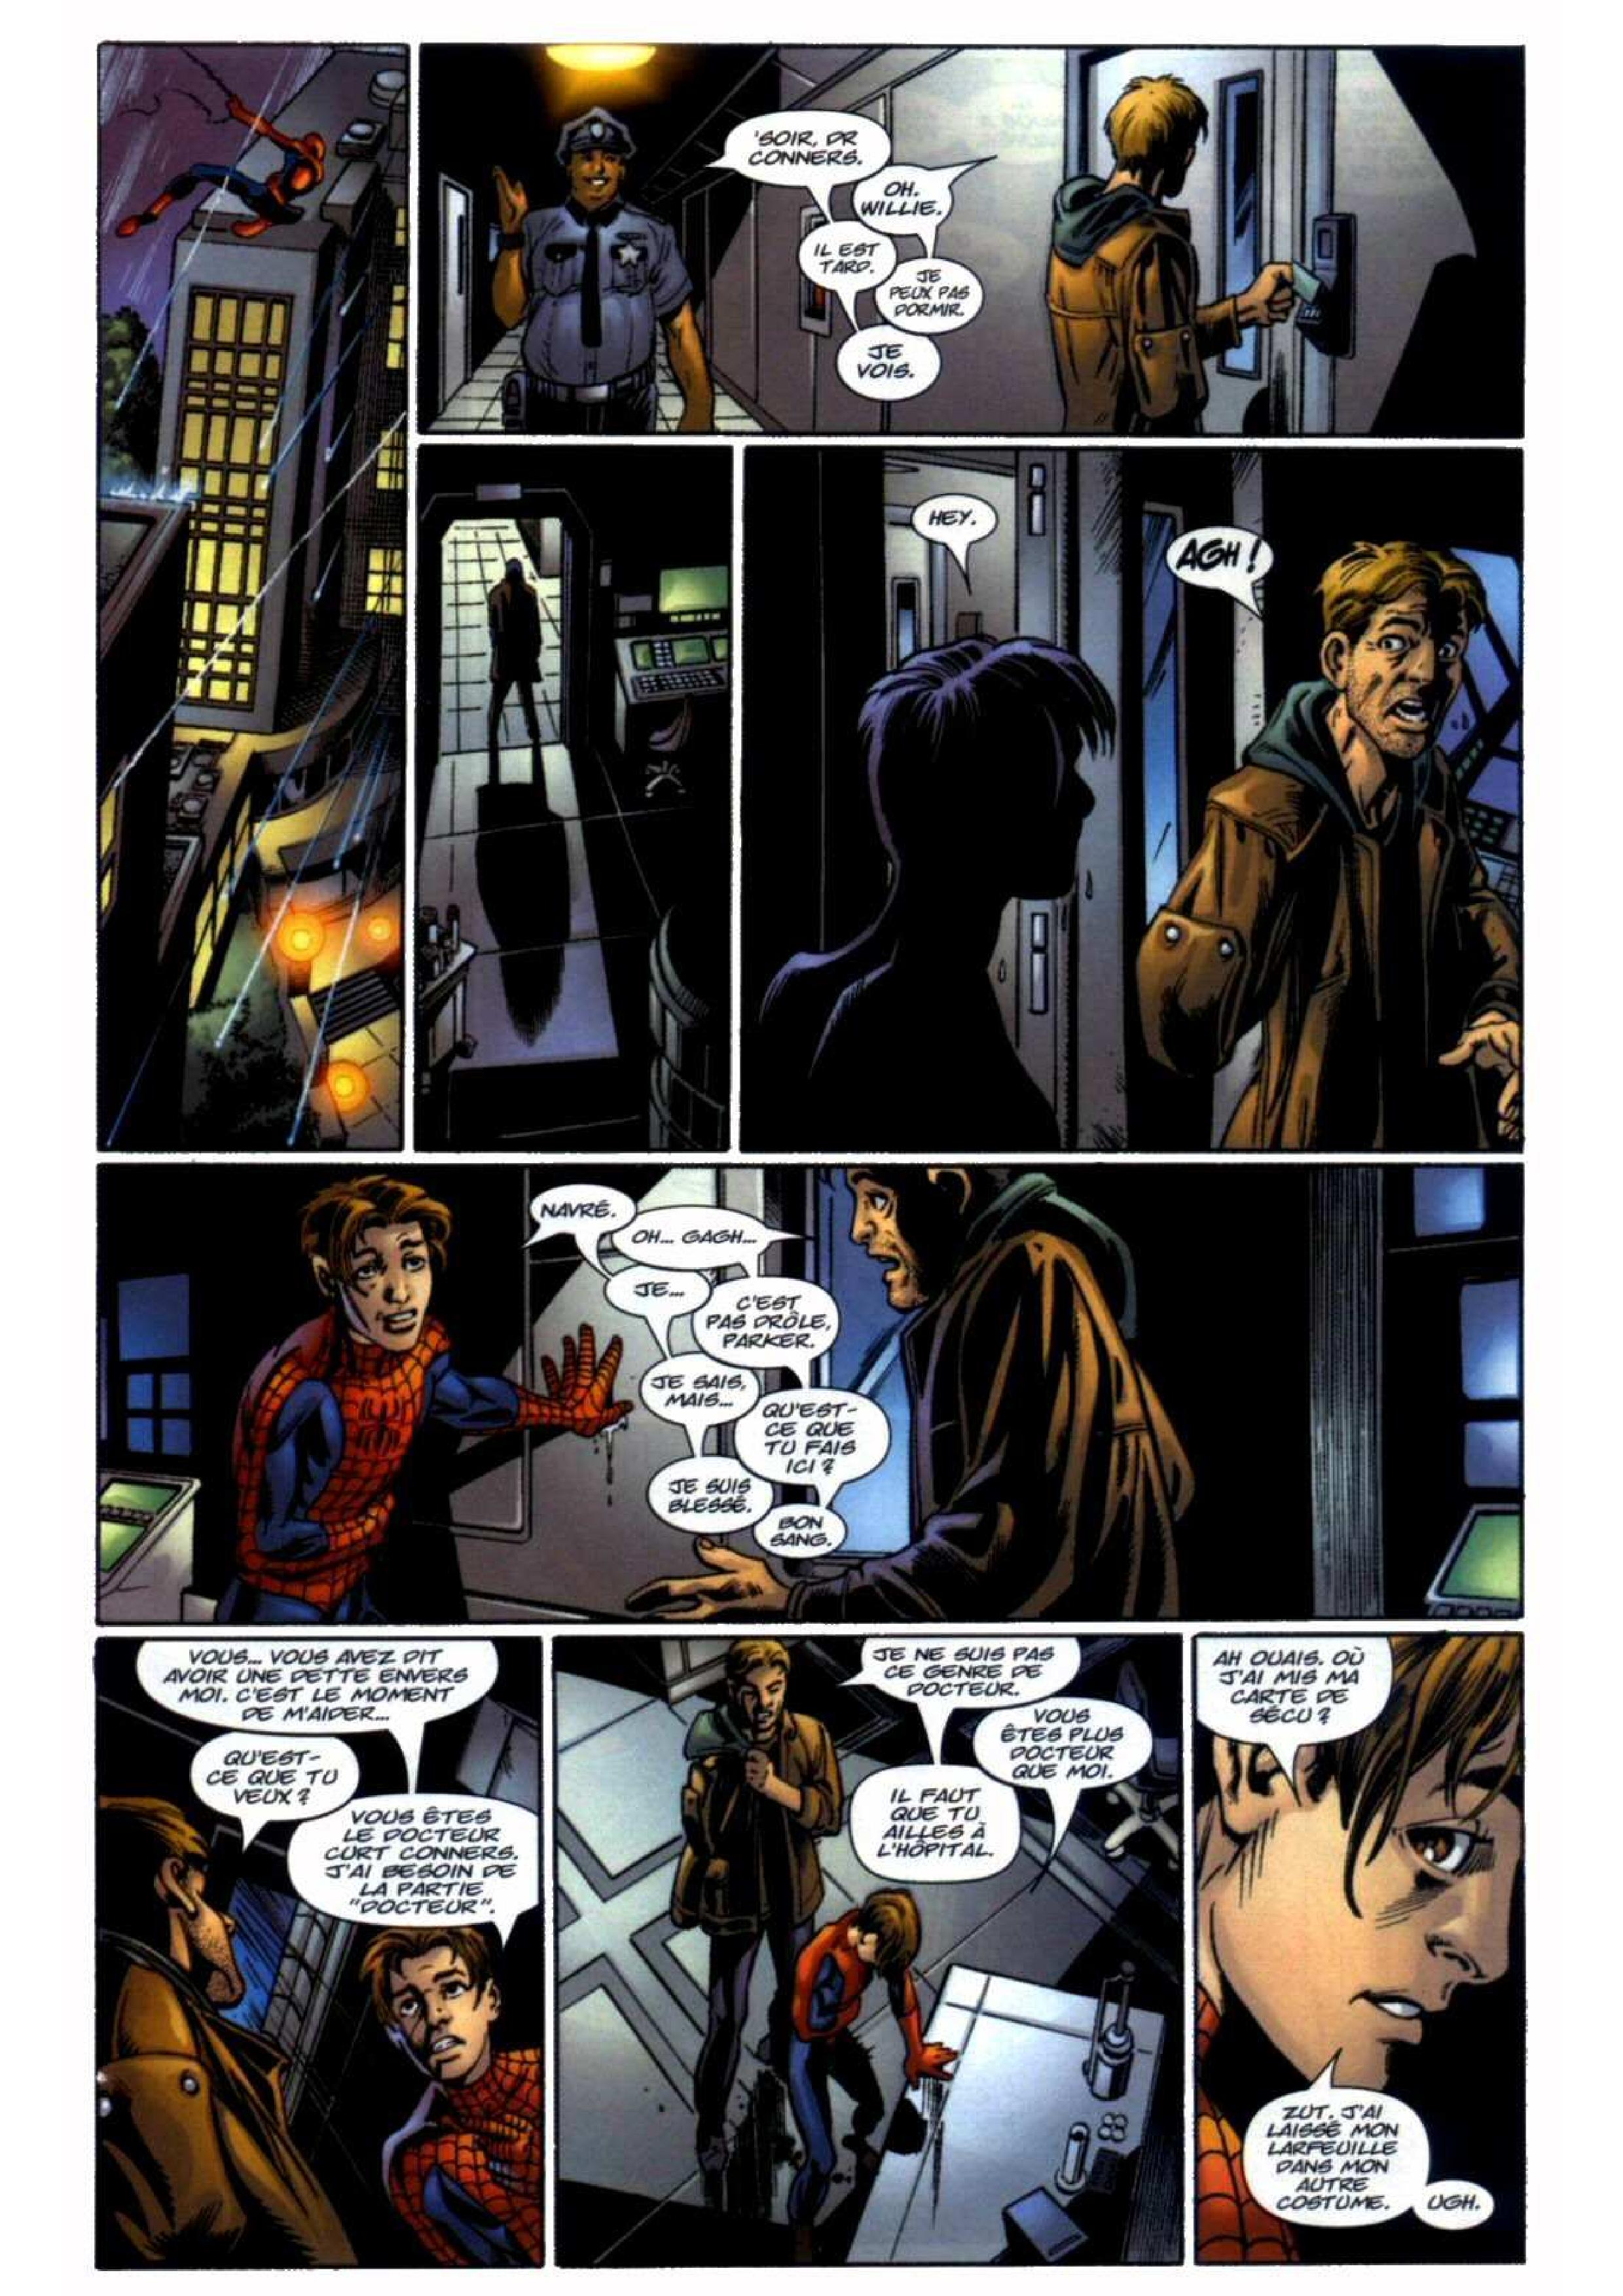 'SOIR, DR
CONNERS.
OH.
WILLIE.
IL EST
TARD.
JE
PEUX PAS
DORMIR.
JE
VOIS.
HEY.
AGH !
NAVRÉ.
OH... GAGH...
JE...
C'EST
PAS DRÔLE,
PARKER.
JE SAIS,
MAIS...
QU'EST-
CE QUE
TU FAIS
ICI ?
JE SUIS
BLESSÉ.
BON
SANG.
VOUS... VOUS AVEZ DIT
AVOIR UNE DETTE ENVERS
MOI. C'EST LE MOMENT
DE M'AIDER...
QU'EST-
CE QUE TU
VEUX ?
VOUS ÊTES
LE DOCTEUR
CURT CONNERS.
J'AI BESOIN DE
LA PARTIE
"DOCTEUR".
JE NE SUIS PAS
CE GENRE DE
DOCTEUR.
VOUS
ÊTES PLUS
DOCTEUR
QUE MOI.
IL FAUT
QUE TU
AILLES À
L'HÔPITAL.
AH OUAIS. OÙ
J'AI MIS MA
CARTE DE
SÉCU ?
ZUT. J'AI
LAISSÉ MON
LARFEUILLE
DANS MON
AUTRE
COSTUME.
UGH.